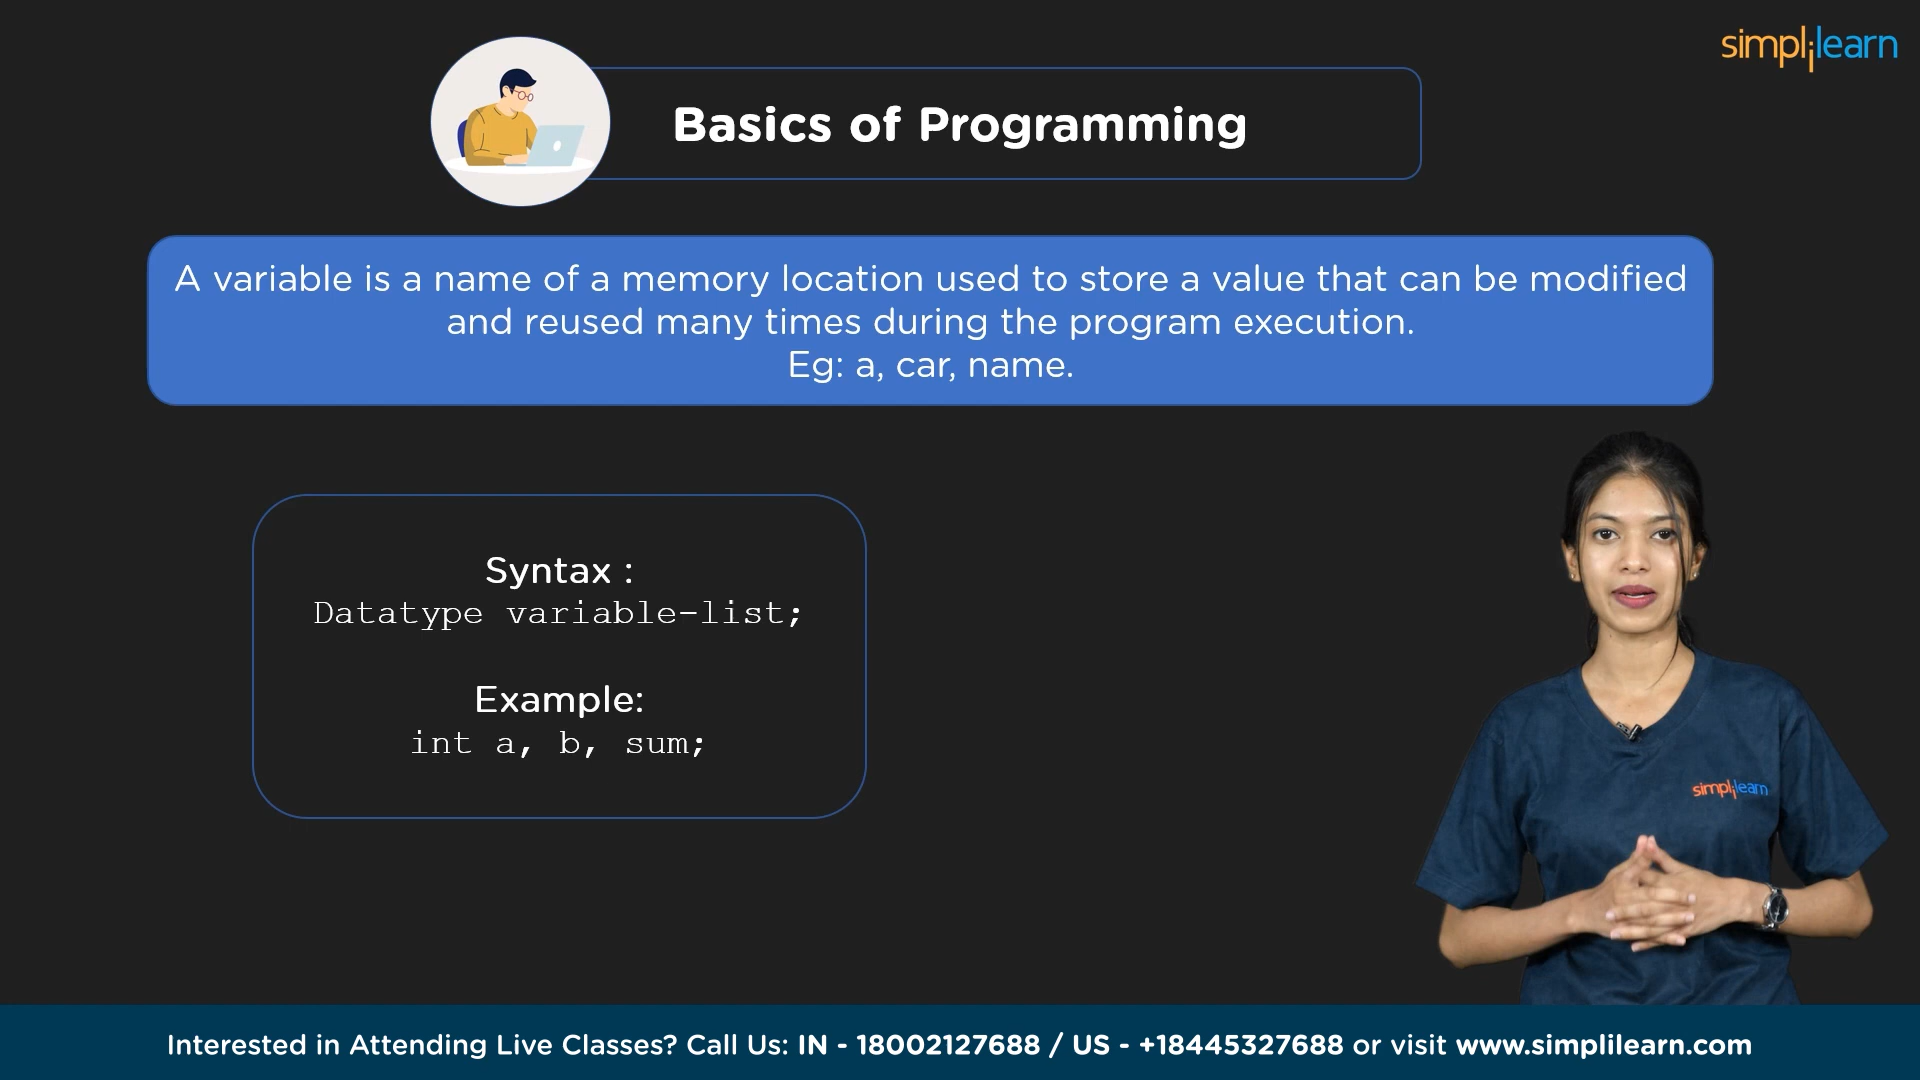 simplilearn
Basics of Programming
A variable is a name of a memory location used to store a value that can be modified
and reused many times during the program execution.
Eg: a, car, name.
Syntax :
Datatype variable-list;
Example:
int a, b, sum;
simplilearn
Interested in Attending Live Classes? Call Us: IN - 18002127688 / US - +18445327688 or visit www.simplilearn.com